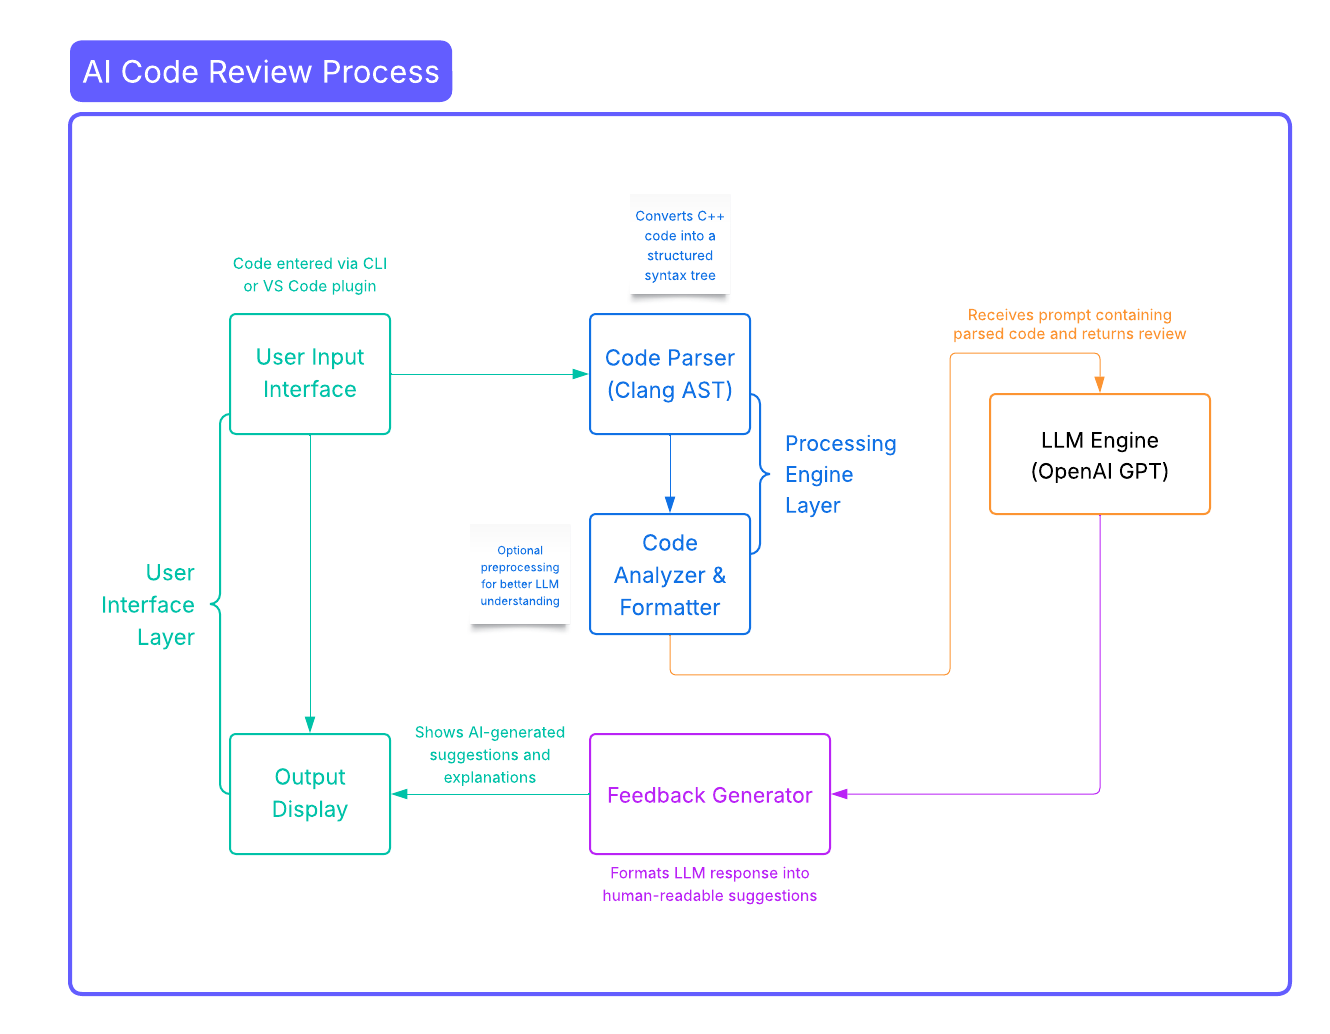 AI Code Review Process
Converts C++
code into a
structured
syntax tree
Code entered via CLI
or VS Code plugin
User Input
Interface
Code Parser
(Clang AST)
Receives prompt containing
parsed code and returns review
LLM Engine
(OpenAI GPT)
Processing
Engine
Layer
Optional
preprocessing
for better LLM
understanding
Code
Analyzer &
Formatter
User
Interface
Layer
Output
Display
Shows AI-generated
suggestions and
explanations
Feedback Generator
Formats LLM response into
human-readable suggestions